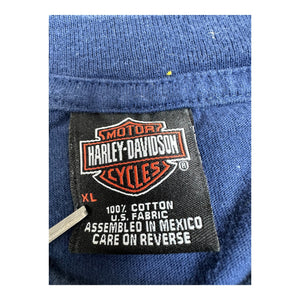 MOTOR
HARLEY-DAVIDSON
®
CYCLES
XL
100% COTTON
U.S. FABRIC
ASSEMBLED IN MEXICO
CARE ON REVERSE